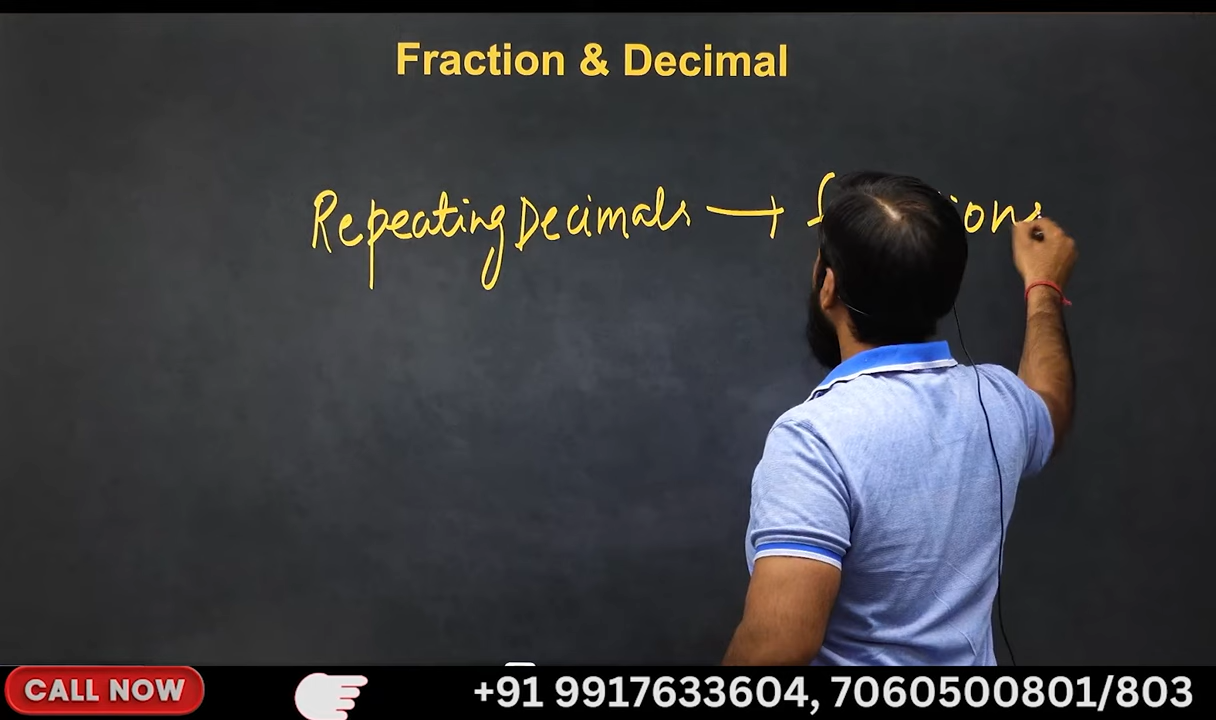 Fraction & Decimal
Repeating Decimals →
CALL NOW
+91 9917633604, 7060500801/803